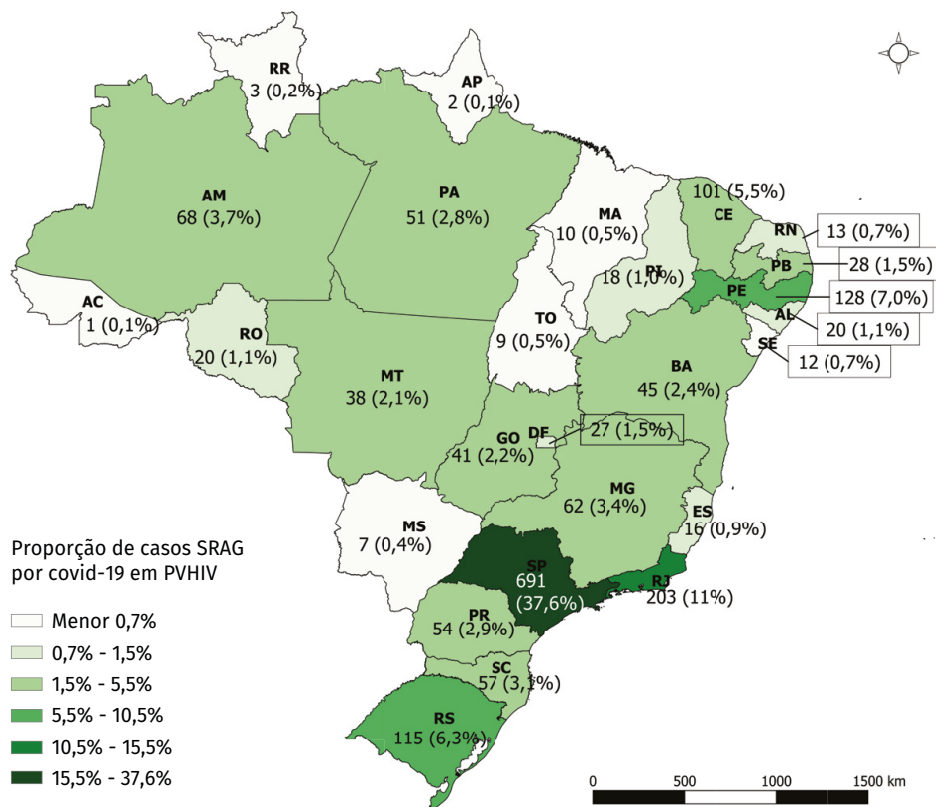 RR
3 (0,2%)
AP
2 (0,1%)
AM
68 (3,7%)
PA
51 (2,8%)
MA
10 (0,5%)
PI
18 (1,0%)
101 (5,5%)
CE
RN
13 (0,7%)
PB
28 (1,5%)
PE
128 (7,0%)
AL
20 (1,1%)
SE
12 (0,7%)
AC
1 (0,1%)
RO
20 (1,1%)
TO
9 (0,5%)
MT
38 (2,1%)
BA
45 (2,4%)
GO
41 (2,2%)
DF
27 (1,5%)
MG
62 (3,4%)
ES
16 (0,9%)
MS
7 (0,4%)
SP
691
(37,6%)
RJ
203 (11%)
PR
54 (2,9%)
SC
57 (3,1%)
RS
115 (6,3%)
Proporção de casos SRAG
por covid-19 em PVHIV
Menor 0,7%
0,7% - 1,5%
1,5% - 5,5%
5,5% - 10,5%
10,5% - 15,5%
15,5% - 37,6%
0 500 1000 1500 km